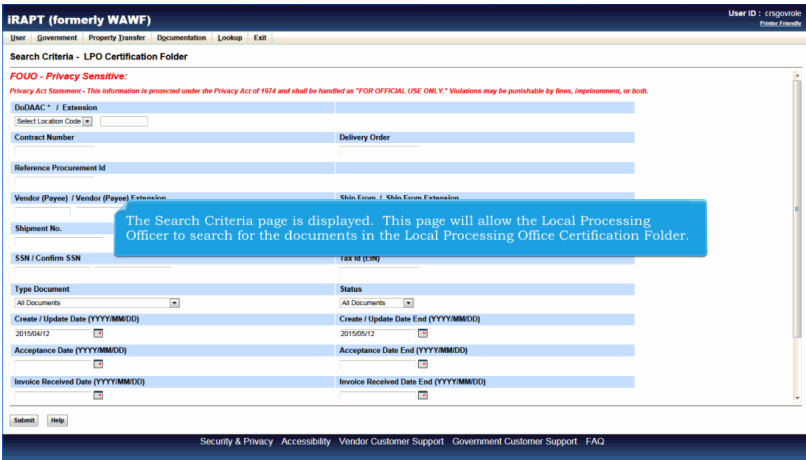 iRAPT (formerly WAWF)
User ID : crsgovrole
Printer Friendly
User Government Property Transfer Documentation Lookup Exit
Search Criteria - LPO Certification Folder
FOUO - Privacy Sensitive:
Privacy Act Statement - This information is protected under the Privacy Act of 1974 and shall be handled as "FOR OFFICIAL USE ONLY." Violations may be punishable by fines, imprisonment, or both.
DoDAAC * / Extension
Select Location Code
Contract Number Delivery Order
Reference Procurement Id
Vendor (Payee) / Vendor (Payee) Extension Ship From / Ship From Extension
The Search Criteria page is displayed. This page will allow the Local Processing
Officer to search for the documents in the Local Processing Office Certification Folder.
Shipment No.
SSN / Confirm SSN Tax Id (EIN)
Type Document Status
All Documents All Documents
Create / Update Date (YYYY/MM/DD) Create / Update Date End (YYYY/MM/DD)
2015/04/12 2015/05/12
Acceptance Date (YYYY/MM/DD) Acceptance Date End (YYYY/MM/DD)
Invoice Received Date (YYYY/MM/DD) Invoice Received Date End (YYYY/MM/DD)
Submit Help
Security & Privacy Accessibility Vendor Customer Support Government Customer Support FAQ